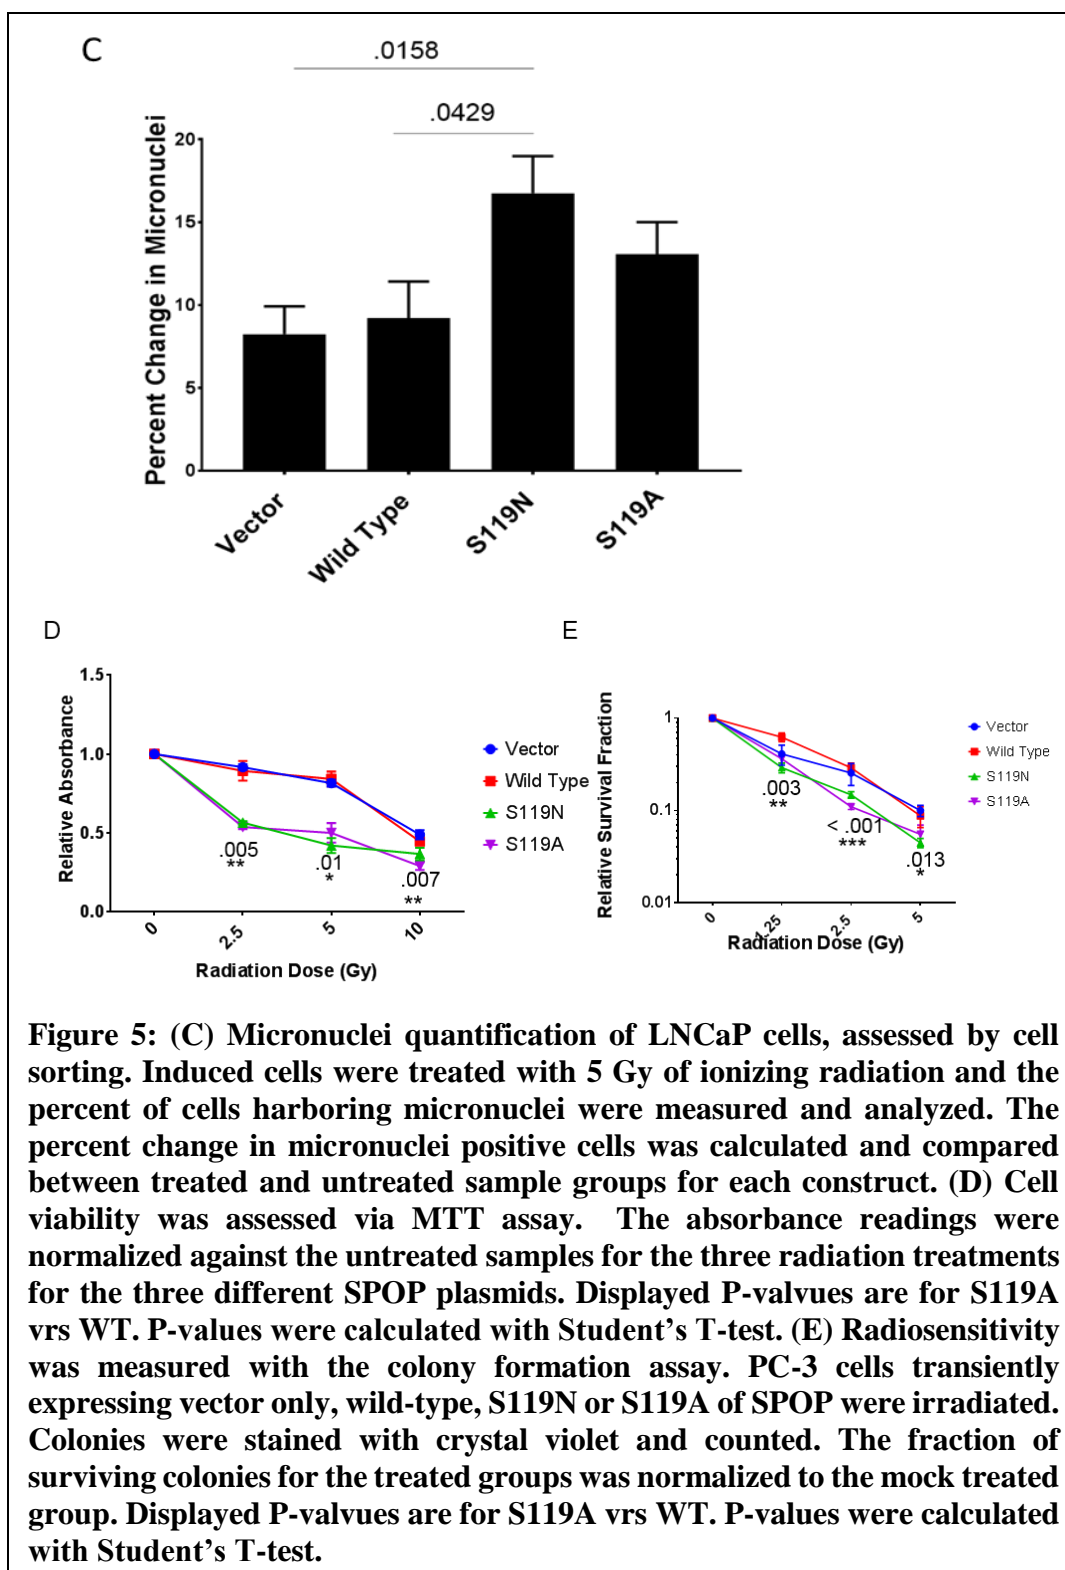 C
.0158
.0429
Percent Change in Micronuclei
20
15
10
5
0
Vector
Wild Type
S119N
S119A
D
Relative Absorbance
1.5
1.0
0.5
0.0
.005
**
.01
*
.007
**
0
2.5
5
10
Radiation Dose (Gy)
Vector
Wild Type
S119N
S119A
E
Relative Survival Fraction
1
0.1
0.01
.003
**
< .001
***
.013
*
0
1.25
2.5
5
Radiation Dose (Gy)
Vector
Wild Type
S119N
S119A
Figure 5: (C) Micronuclei quantification of LNCaP cells, assessed by cell
sorting. Induced cells were treated with 5 Gy of ionizing radiation and the
percent of cells harboring micronuclei were measured and analyzed. The
percent change in micronuclei positive cells was calculated and compared
between treated and untreated sample groups for each construct. (D) Cell
viability was assessed via MTT assay. The absorbance readings were
normalized against the untreated samples for the three radiation treatments
for the three different SPOP plasmids. Displayed P-valvues are for S119A
vrs WT. P-values were calculated with Student’s T-test. (E) Radiosensitivity
was measured with the colony formation assay. PC-3 cells transiently
expressing vector only, wild-type, S119N or S119A of SPOP were irradiated.
Colonies were stained with crystal violet and counted. The fraction of
surviving colonies for the treated groups was normalized to the mock treated
group. Displayed P-valvues are for S119A vrs WT. P-values were calculated
with Student’s T-test.